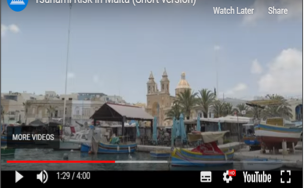 Tsunami Risk in Malta (Short version)
Watch Later Share
MORE VIDEOS
1:29 / 4:00
YouTube